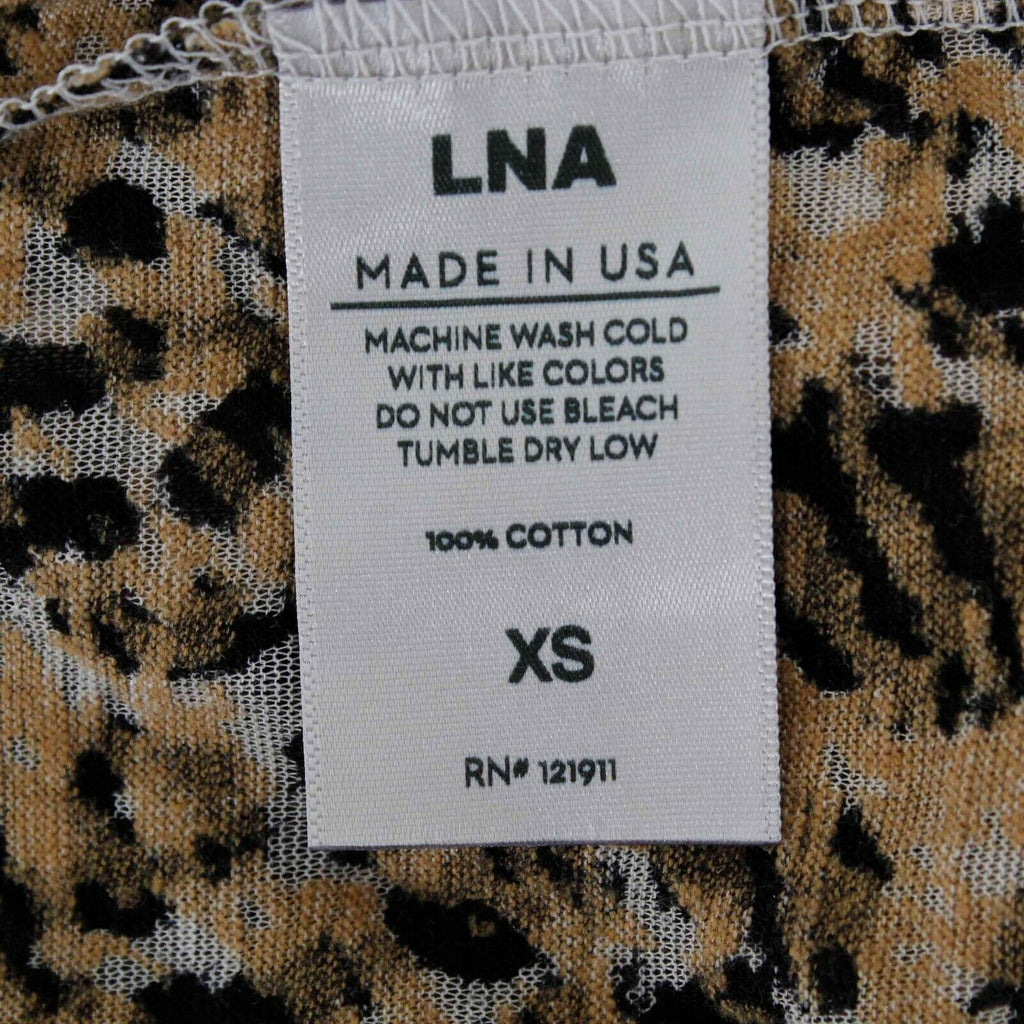 LNA
MADE IN USA
MACHINE WASH COLD
WITH LIKE COLORS
DO NOT USE BLEACH
TUMBLE DRY LOW
100% COTTON
XS
RN# 121911